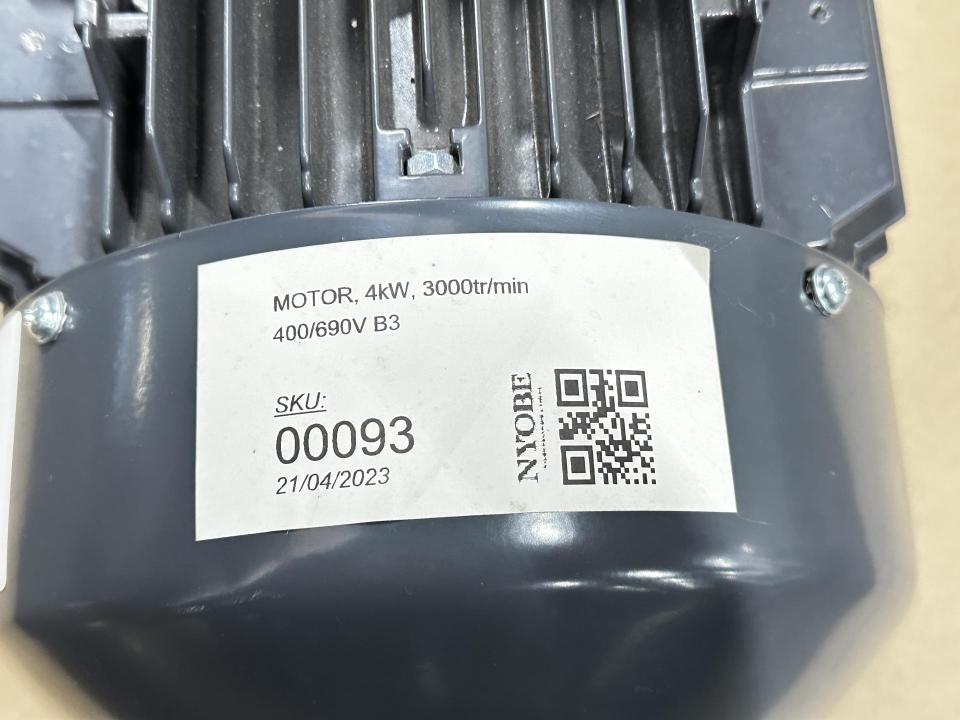 MOTOR, 4kW, 3000tr/min
400/690V B3
SKU:
00093
21/04/2023
NYOBE